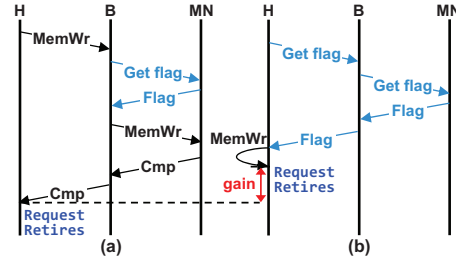 H B MN H B MN
MemWr
Get flag
Flag
MemWr
Cmp
Cmp
Request
Retires
(a)
Get flag
Get flag
Flag
Flag
MemWr
Request
Retires
gain
(b)